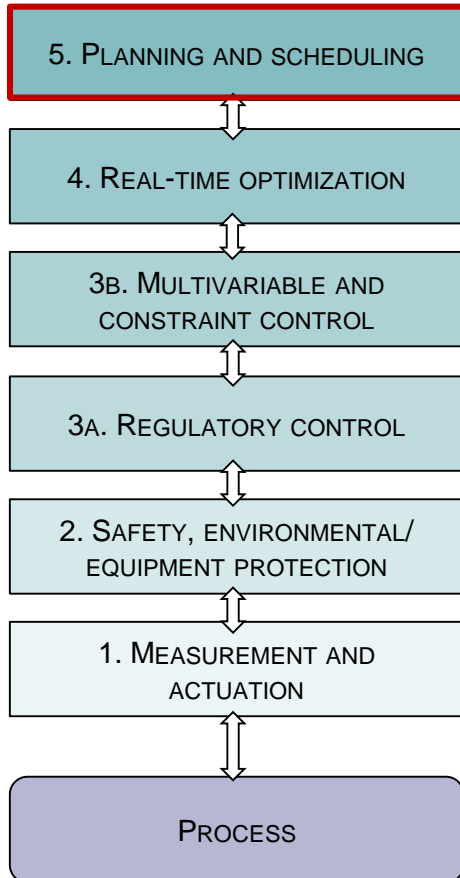 5. PLANNING AND SCHEDULING
4. REAL-TIME OPTIMIZATION
3B. MULTIVARIABLE AND
CONSTRAINT CONTROL
3A. REGULATORY CONTROL
2. SAFETY, ENVIRONMENTAL/
EQUIPMENT PROTECTION
1. MEASUREMENT AND
ACTUATION
PROCESS